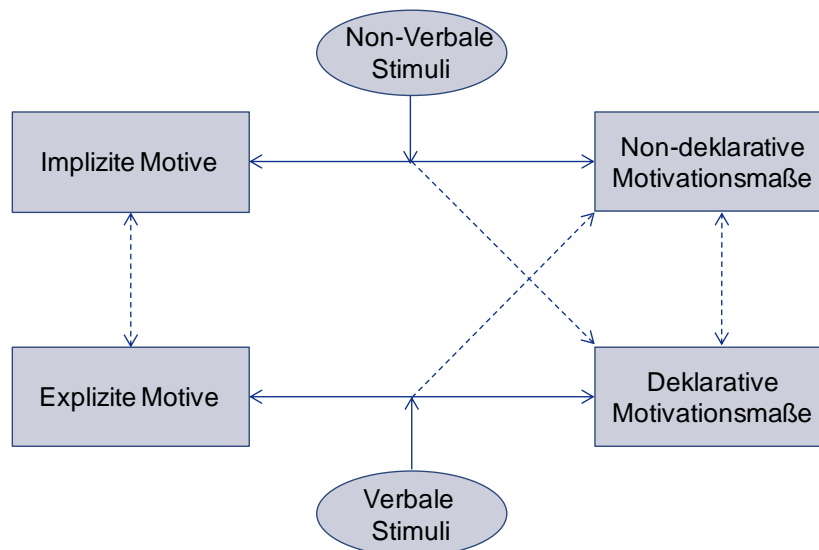 Non-Verbale
Stimuli
Implizite Motive
Non-deklarative
Motivationsmaße
Explizite Motive
Deklarative
Motivationsmaße
Verbale
Stimuli